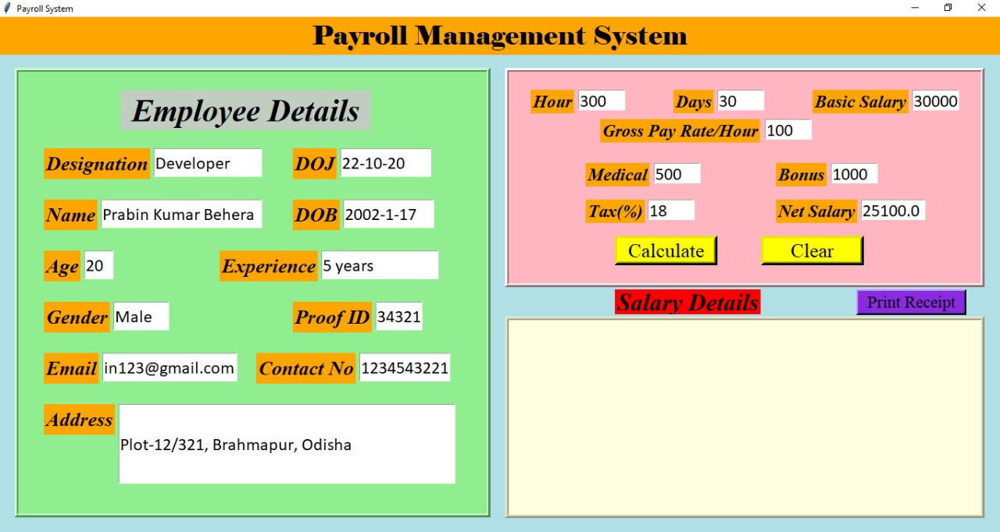 Payroll System
Payroll Management System
Employee Details
Designation Developer DOJ 22-10-20
Name Prabin Kumar Behera DOB 2002-1-17
Age 20 Experience 5 years
Gender Male Proof ID 34321
Email in123@gmail.com Contact No 1234543221
Address Plot-12/321, Brahmapur, Odisha
Hour 300 Days 30 Basic Salary 30000
Gross Pay Rate/Hour 100
Medical 500 Bonus 1000
Tax(%) 18 Net Salary 25100.0
Calculate Clear
Salary Details Print Receipt